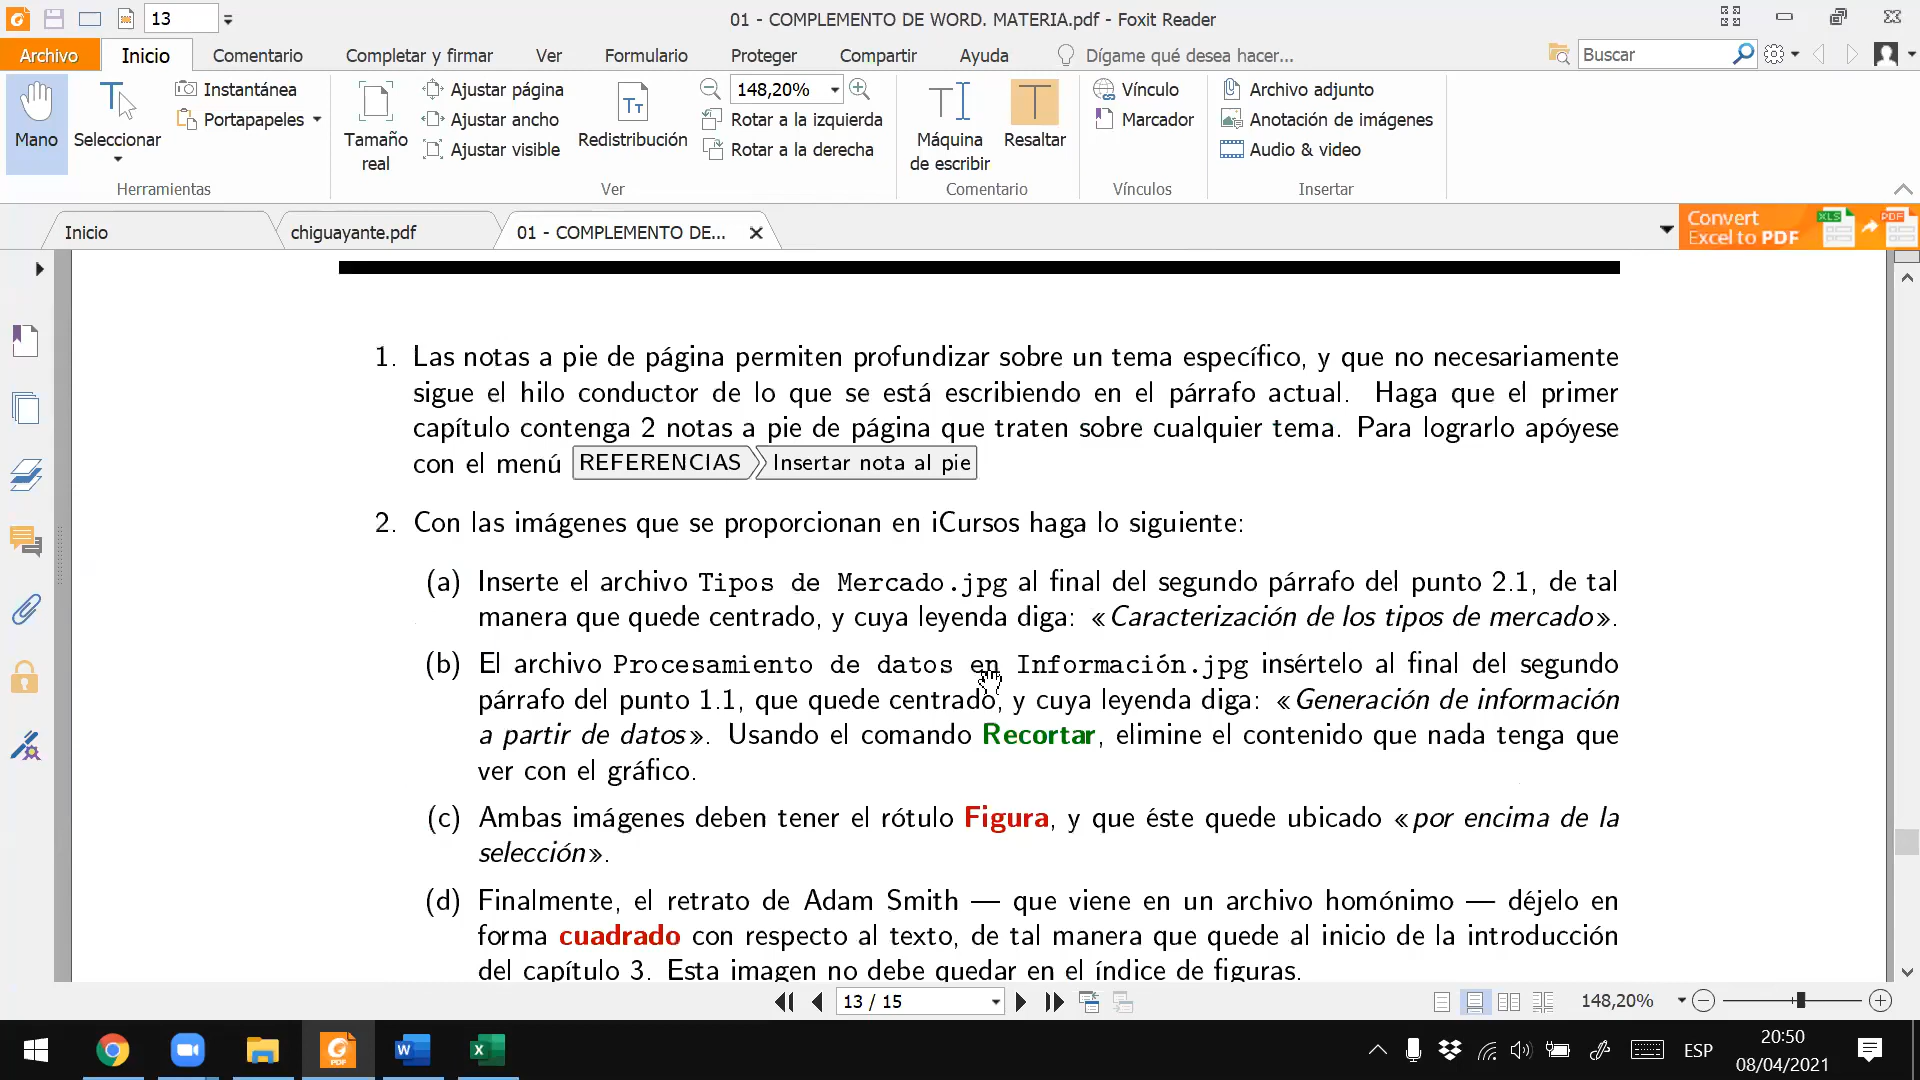 13
01 - COMPLEMENTO DE WORD. MATERIA.pdf - Foxit Reader
Archivo Inicio Comentario Completar y firmar Ver Formulario Proteger Compartir Ayuda Dígame qué desea hacer... Buscar
Mano
Seleccionar
Instantánea
Portapapeles
Herramientas
Tamaño real
Ajustar página
Ajustar ancho
Ajustar visible
Redistribución
148,20%
Rotar a la izquierda
Rotar a la derecha
Ver
Máquina de escribir
Resaltar
Comentario
Vínculo
Marcador
Vínculos
Archivo adjunto
Anotación de imágenes
Audio & video
Insertar
Inicio chiguayante.pdf 01 - COMPLEMENTO DE...
Convert
Excel to PDF
XLS PDF
1. Las notas a pie de página permiten profundizar sobre un tema específico, y que no necesariamente
sigue el hilo conductor de lo que se está escribiendo en el párrafo actual. Haga que el primer
capítulo contenga 2 notas a pie de página que traten sobre cualquier tema. Para lograrlo apóyese
con el menú REFERENCIAS Insertar nota al pie
2. Con las imágenes que se proporcionan en iCursos haga lo siguiente:
(a) Inserte el archivo Tipos de Mercado.jpg al final del segundo párrafo del punto 2.1, de tal
manera que quede centrado, y cuya leyenda diga: «Caracterización de los tipos de mercado».
(b) El archivo Procesamiento de datos en Información.jpg insértelo al final del segundo
párrafo del punto 1.1, que quede centrado, y cuya leyenda diga: «Generación de información
a partir de datos». Usando el comando Recortar, elimine el contenido que nada tenga que
ver con el gráfico.
(c) Ambas imágenes deben tener el rótulo Figura, y que éste quede ubicado «por encima de la
selección».
(d) Finalmente, el retrato de Adam Smith — que viene en un archivo homónimo — déjelo en
forma cuadrado con respecto al texto, de tal manera que quede al inicio de la introducción
del capítulo 3. Esta imagen no debe quedar en el índice de figuras.
13 / 15
148,20%
PDF
ESP
20:50
08/04/2021